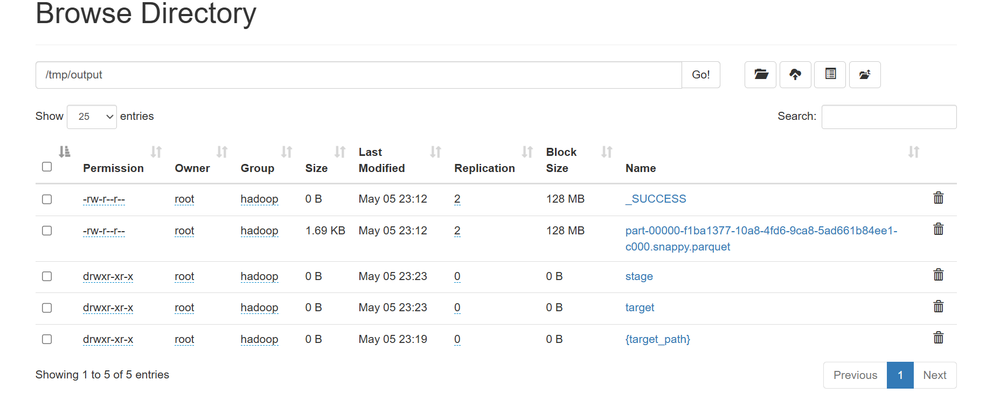 Browse Directory
/tmp/output Go!
Show 25 entries Search:
Permission Owner Group Size Last Modified Replication Block Size Name
-rw-r--r-- root hadoop 0 B May 05 23:12 2 128 MB _SUCCESS
-rw-r--r-- root hadoop 1.69 KB May 05 23:12 2 128 MB part-00000-f1ba1377-10a8-4fd6-9ca8-5ad661b84ee1-
c000.snappy.parquet
drwxr-xr-x root hadoop 0 B May 05 23:23 0 0 B stage
drwxr-xr-x root hadoop 0 B May 05 23:23 0 0 B target
drwxr-xr-x root hadoop 0 B May 05 23:19 0 0 B {target_path}
Showing 1 to 5 of 5 entries Previous 1 Next